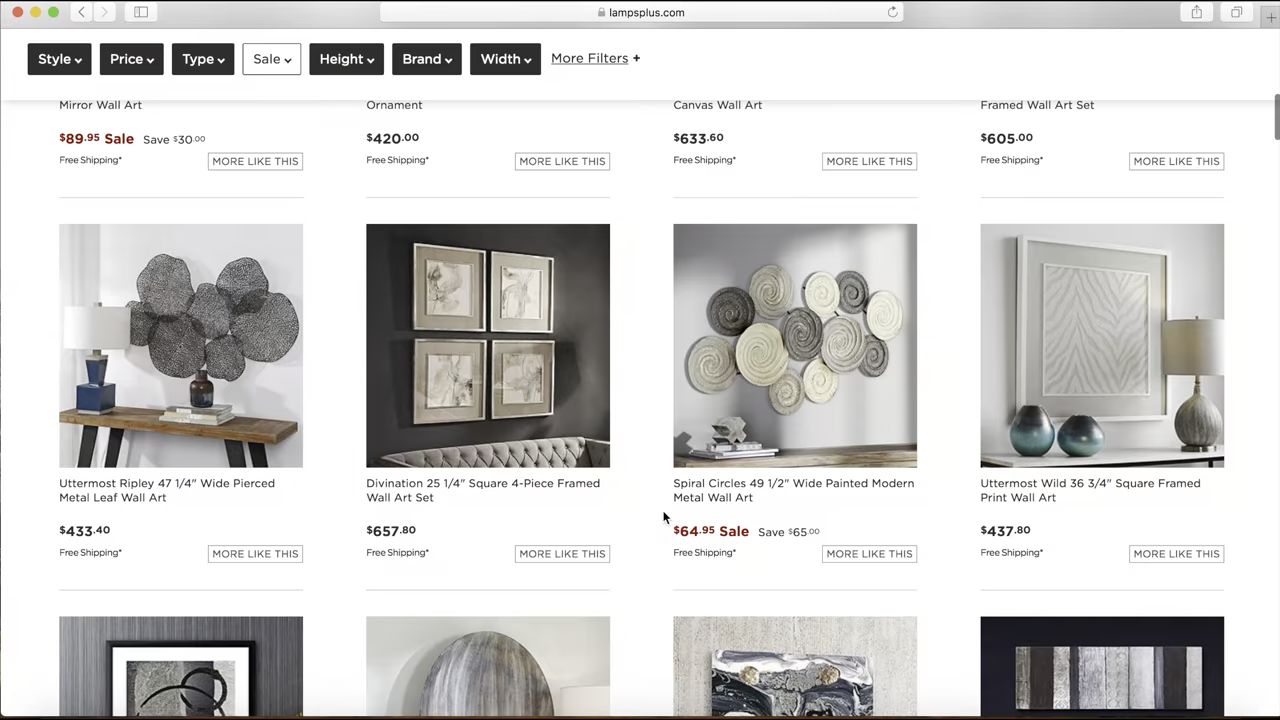 lampsplus.com
Style Price Type Sale Height Brand Width More Filters +
Mirror Wall Art
Ornament
Canvas Wall Art
Framed Wall Art Set
$89.95 Sale Save $30.00
$420.00
$633.60
$605.00
Free Shipping* MORE LIKE THIS
Free Shipping* MORE LIKE THIS
Free Shipping* MORE LIKE THIS
Free Shipping* MORE LIKE THIS
Uttermost Ripley 47 1/4" Wide Pierced
Metal Leaf Wall Art
$433.40
Free Shipping* MORE LIKE THIS
Divination 25 1/4" Square 4-Piece Framed
Wall Art Set
$657.80
Free Shipping* MORE LIKE THIS
Spiral Circles 49 1/2" Wide Painted Modern
Metal Wall Art
$64.95 Sale Save $65.00
Free Shipping* MORE LIKE THIS
Uttermost Wild 36 3/4" Square Framed
Print Wall Art
$437.80
Free Shipping* MORE LIKE THIS